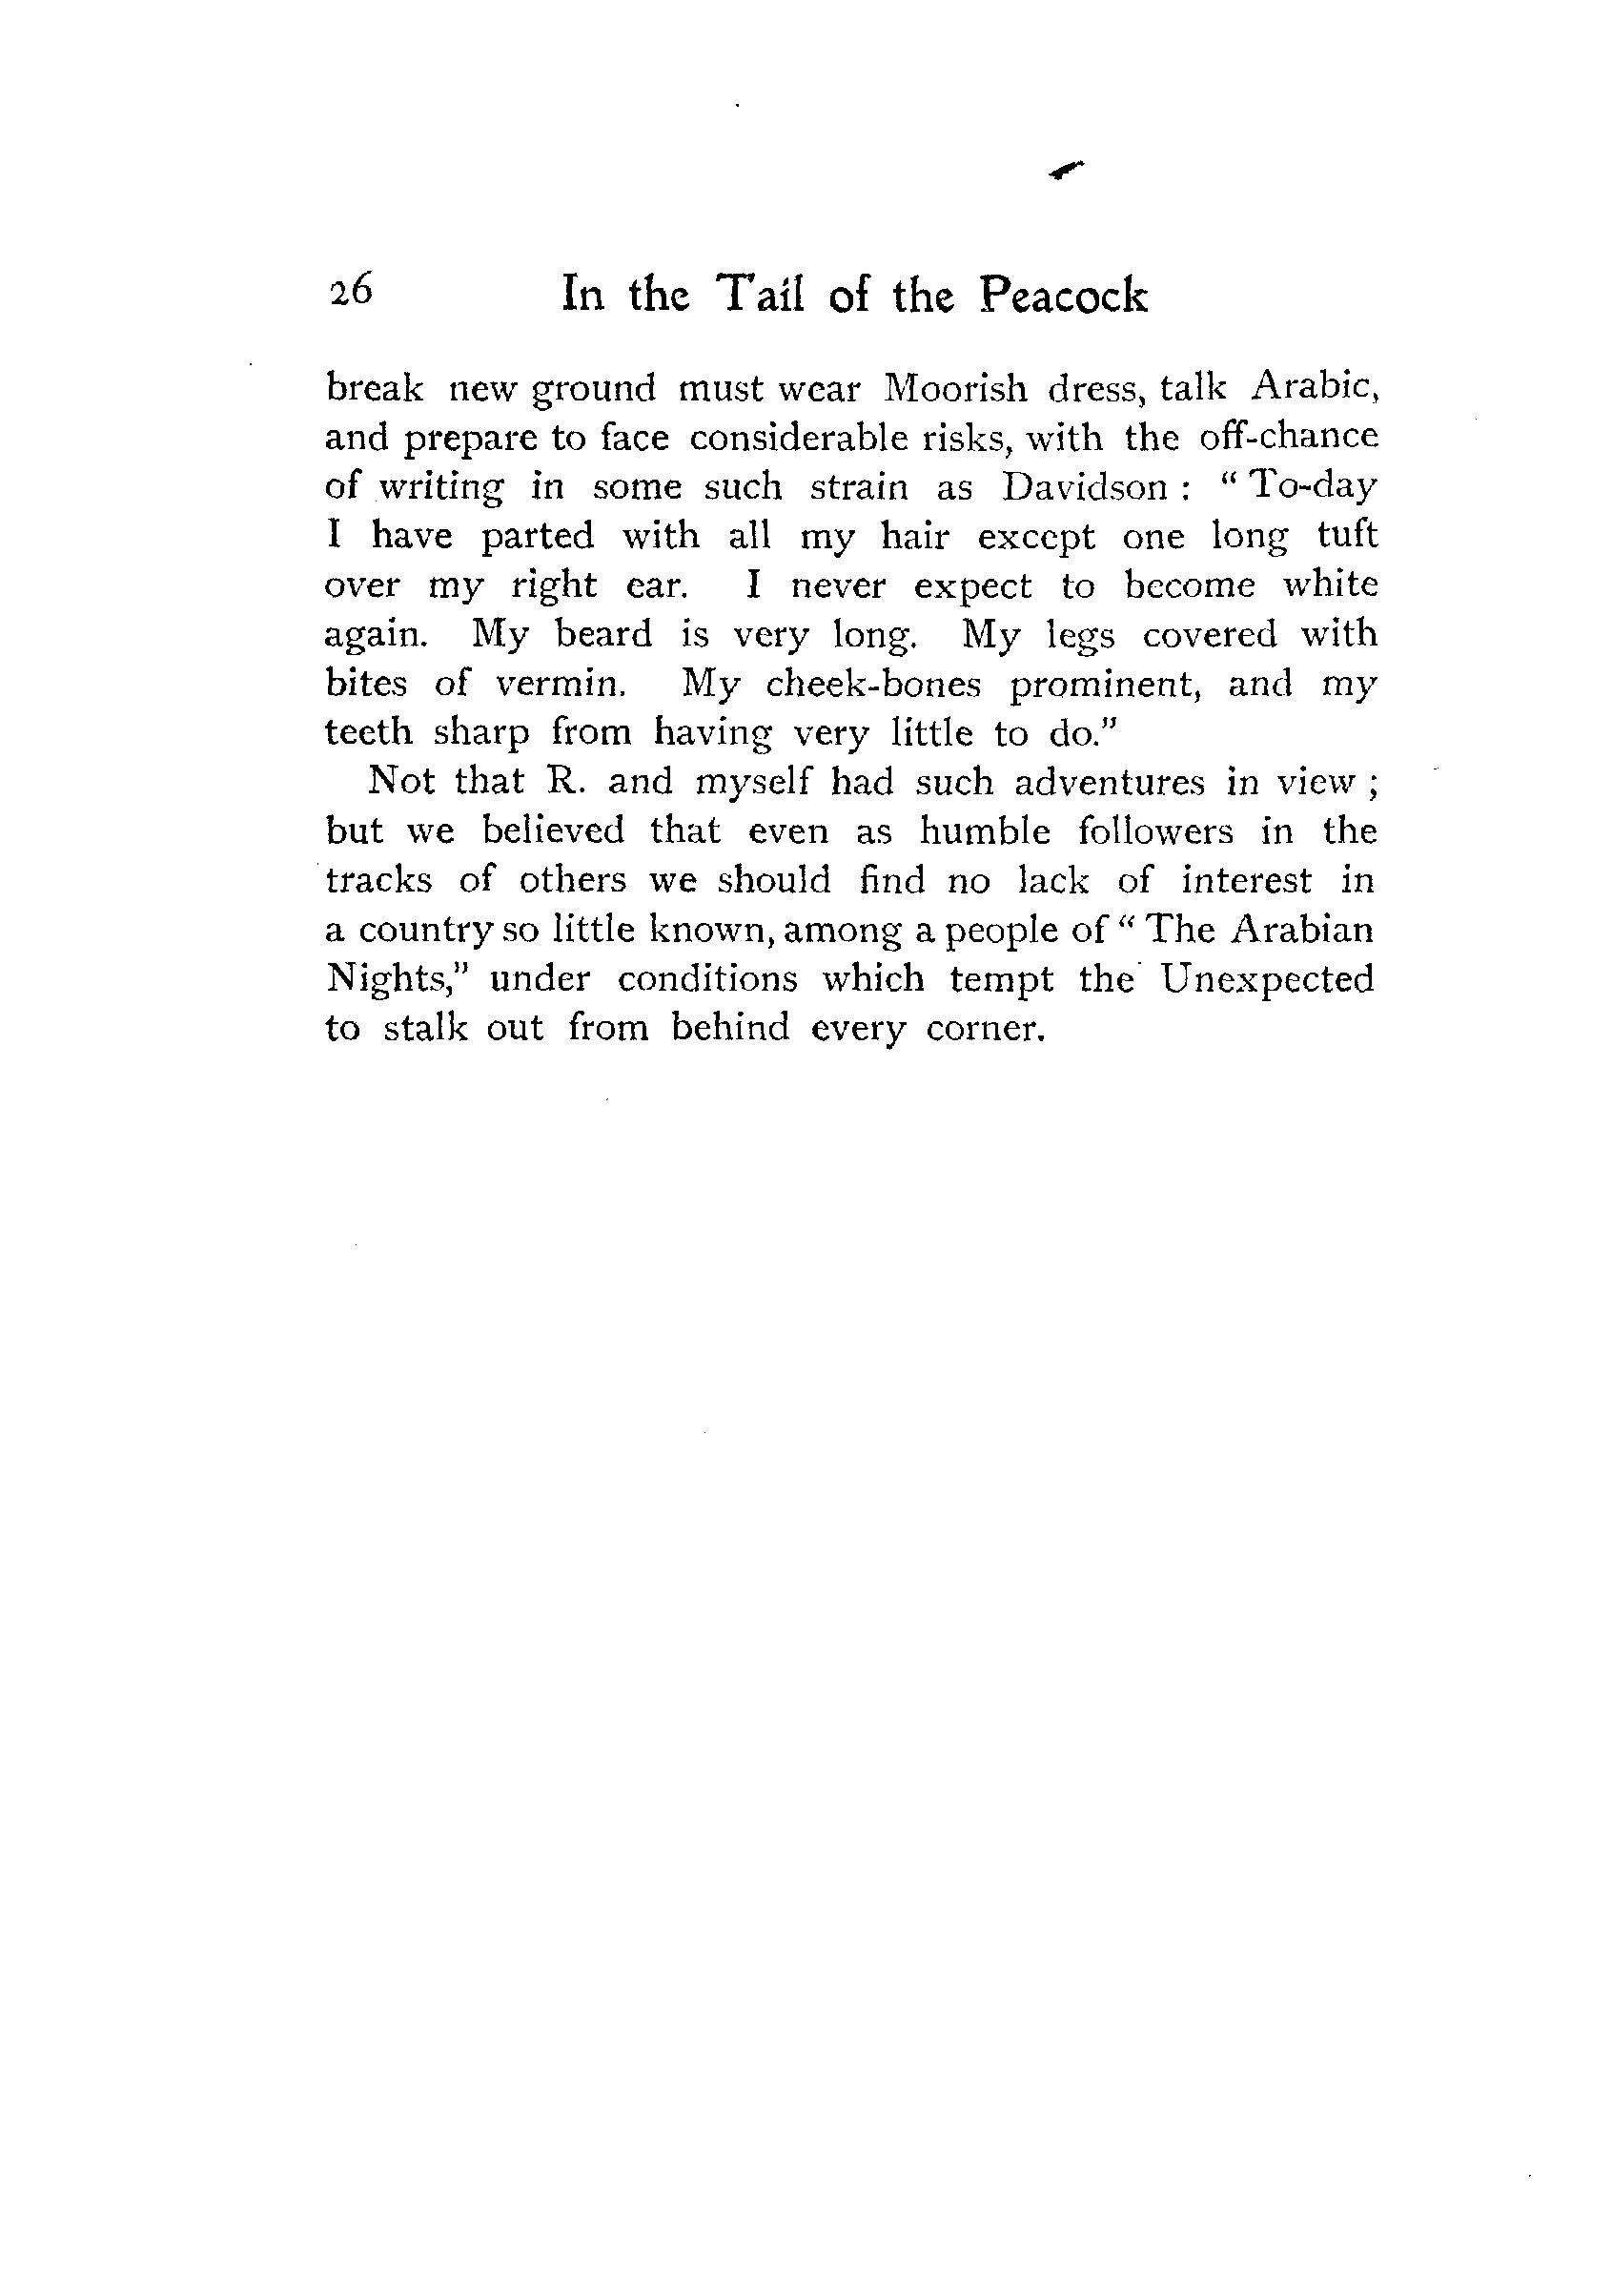 26 In the Tail of the Peacock
break new ground must wear Moorish dress, talk Arabic,
and prepare to face considerable risks, with the off-chance
of writing in some such strain as Davidson : “ To-day
I have parted with all my hair except one long tuft
over my right ear. I never expect to become white
again. My beard is very long. My legs covered with
bites of vermin. My cheek-bones prominent, and my
teeth sharp from having very little to do.”
Not that R. and myself had such adventures in view ;
but we believed that even as humble followers in the
tracks of others we should find no lack of interest in
a country so little known, among a people of “ The Arabian
Nights,” under conditions which tempt the Unexpected
to stalk out from behind every corner.